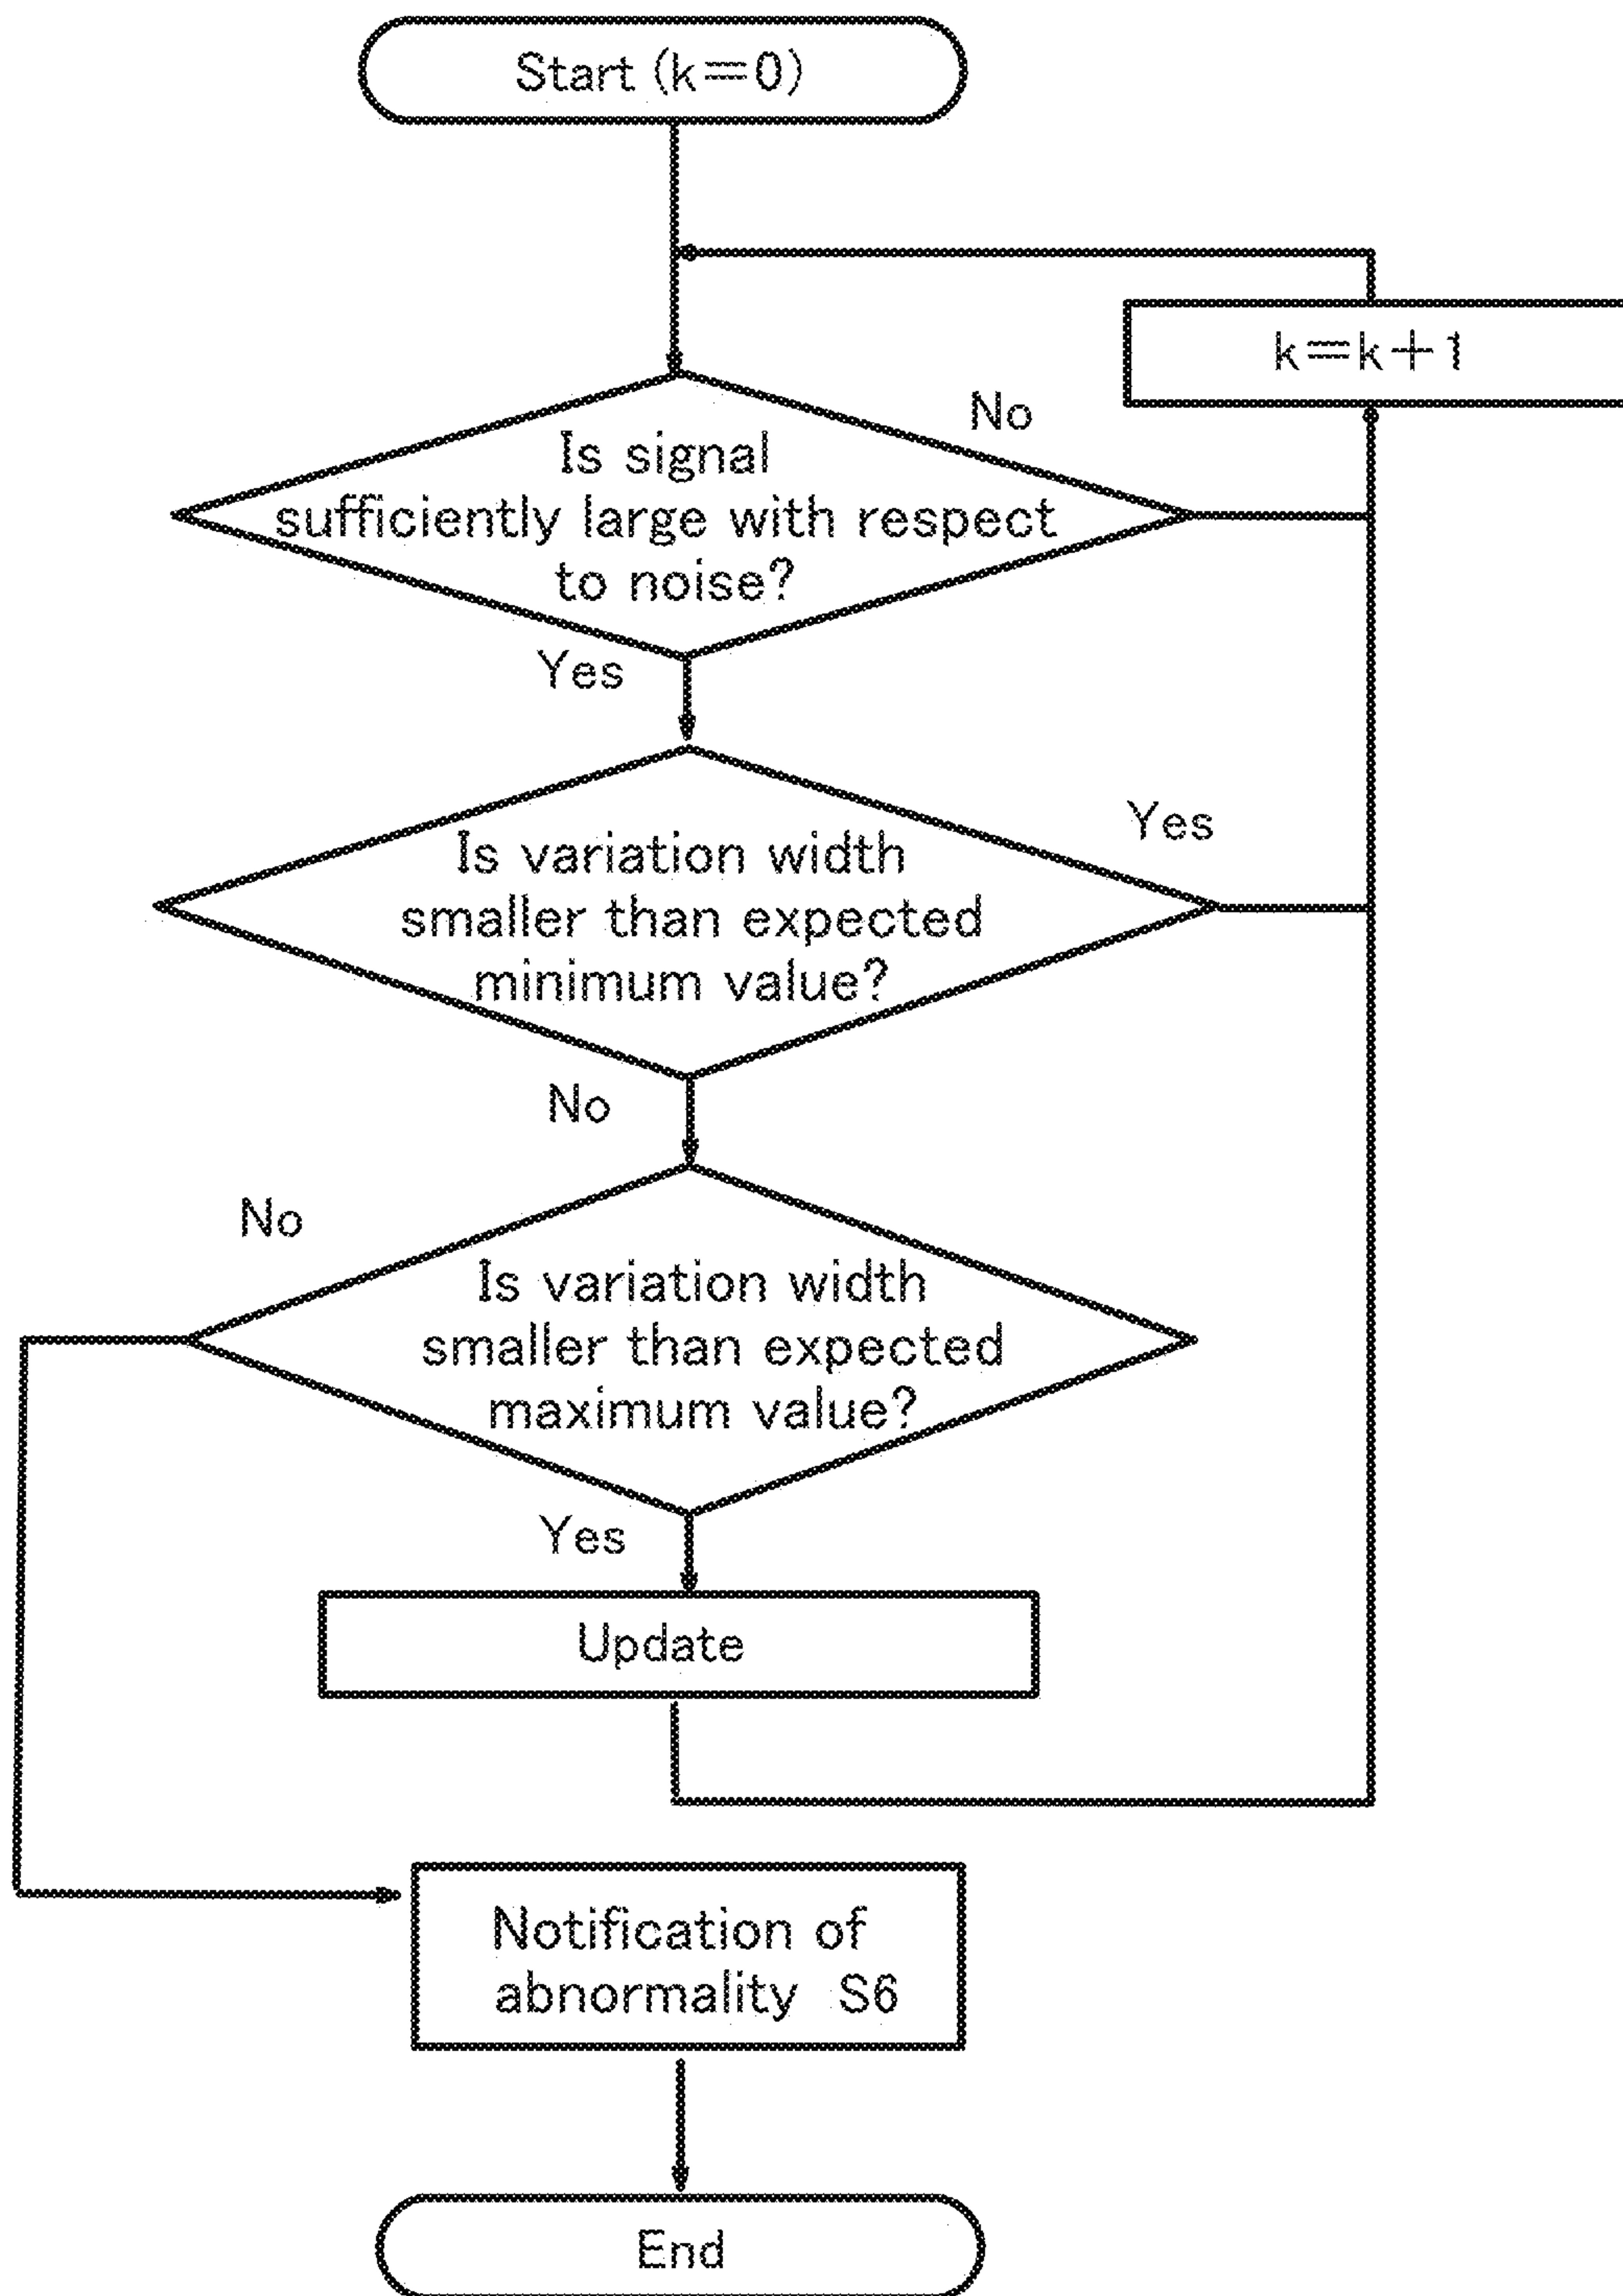 Start (k=0)
k=k+1
No
Is signal
sufficiently large with respect
to noise?
Yes
Yes
Is variation width
smaller than expected
minimum value?
No
No
Is variation width
smaller than expected
maximum value?
Yes
Update
Notification of
abnormality S6
End